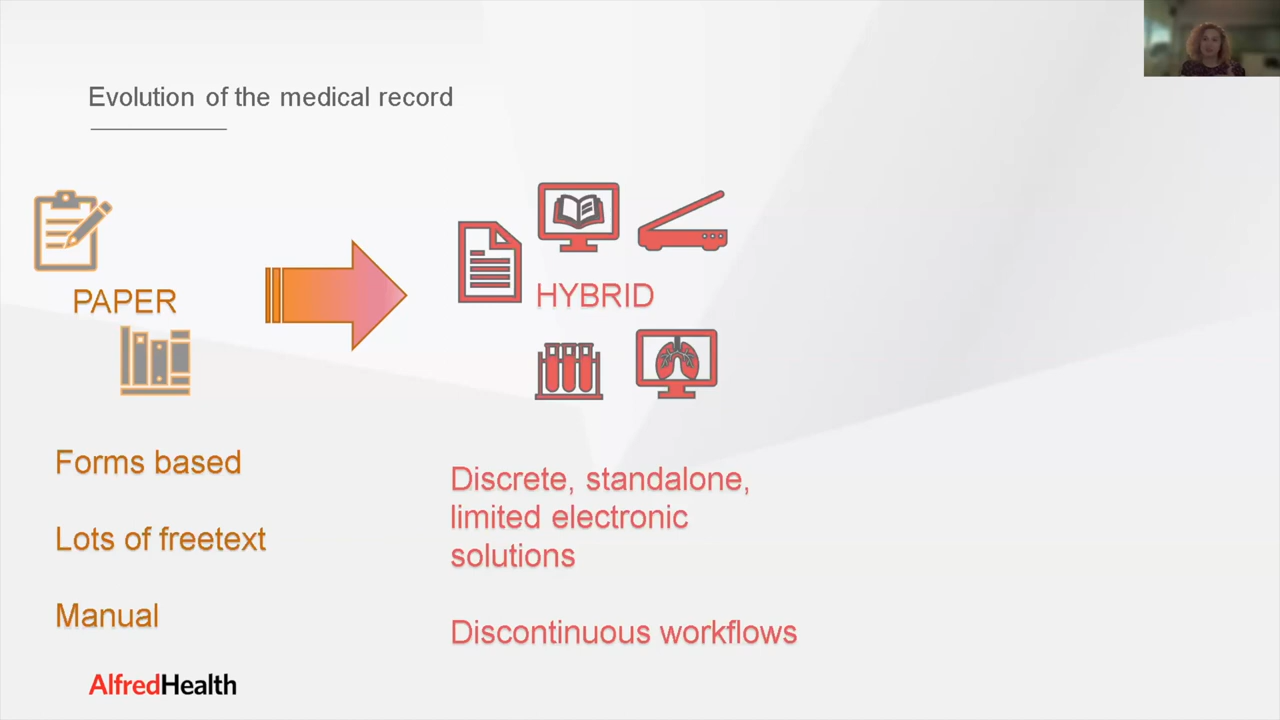 Evolution of the medical record
PAPER
Forms based
Lots of freetext
Manual
HYBRID
Discrete, standalone,
limited electronic
solutions
Discontinuous workflows
AlfredHealth